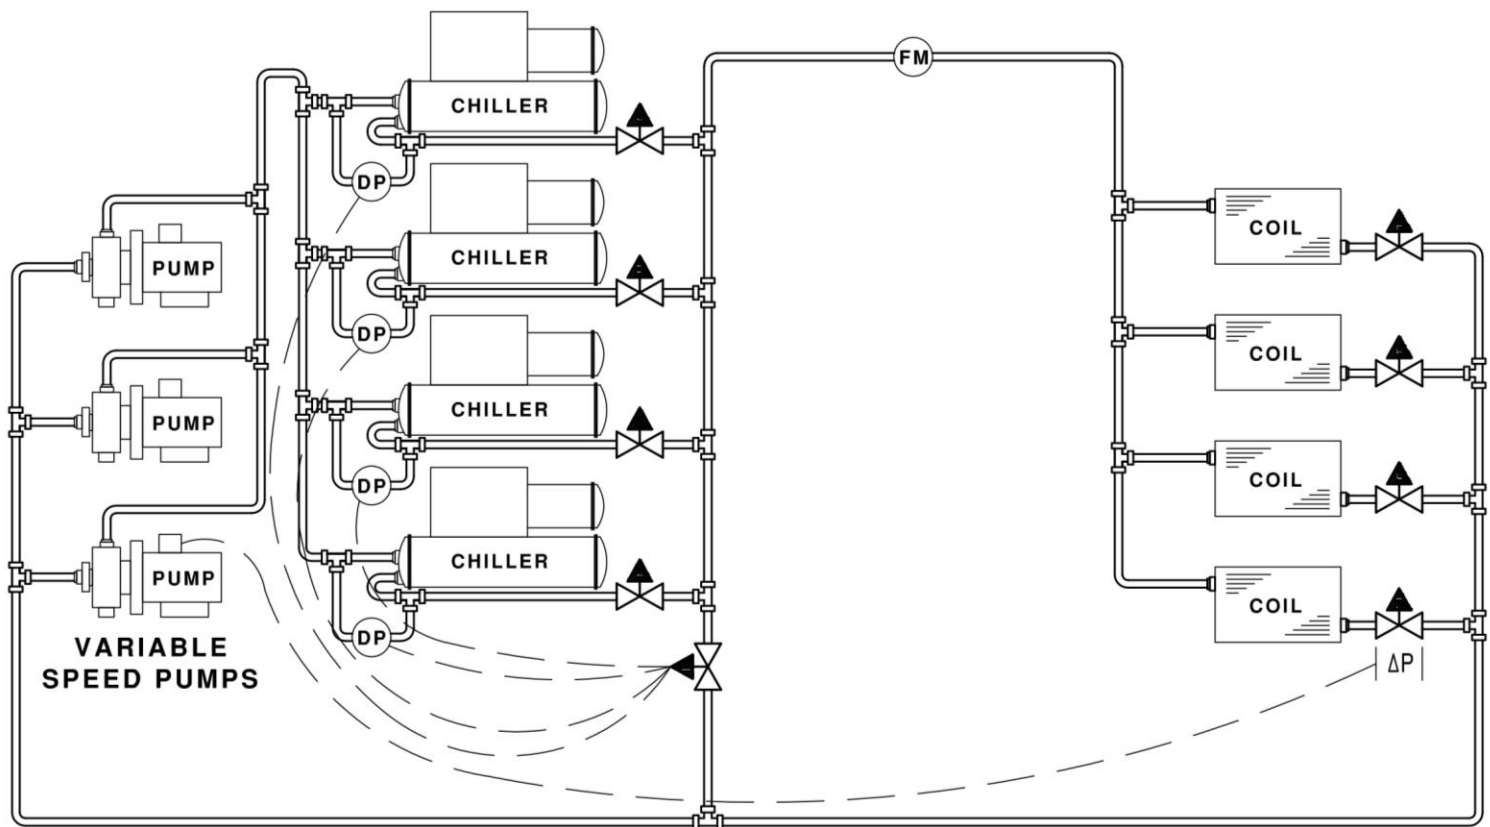 FM
CHILLER
DP
CHILLER
DP
CHILLER
DP
CHILLER
DP
PUMP
PUMP
PUMP
VARIABLE
SPEED PUMPS
COIL
COIL
COIL
COIL
ΔP